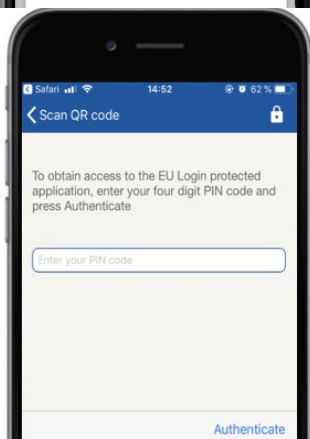 Safari 14:52 62 %
Scan QR code
To obtain access to the EU Login protected
application, enter your four digit PIN code and
press Authenticate
Enter your PIN code
Authenticate